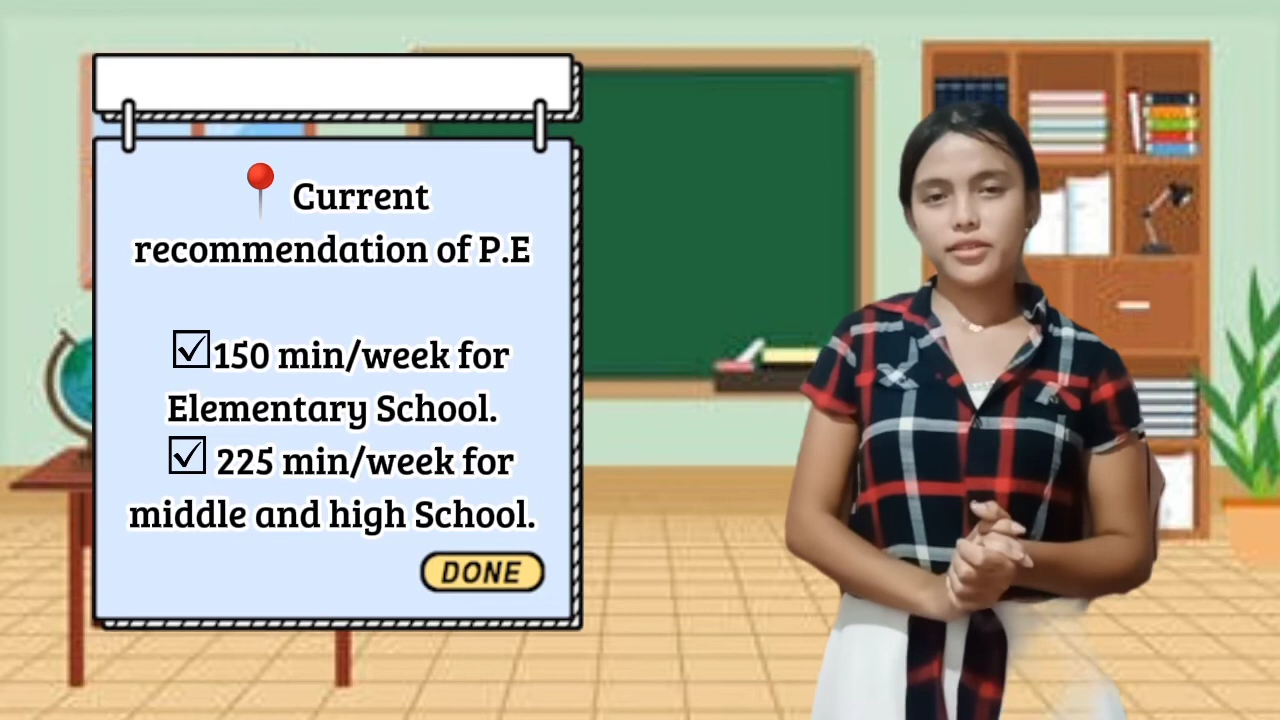 📍 Current
recommendation of P.E
☑150 min/week for
Elementary School.
☑ 225 min/week for
middle and high School.
DONE